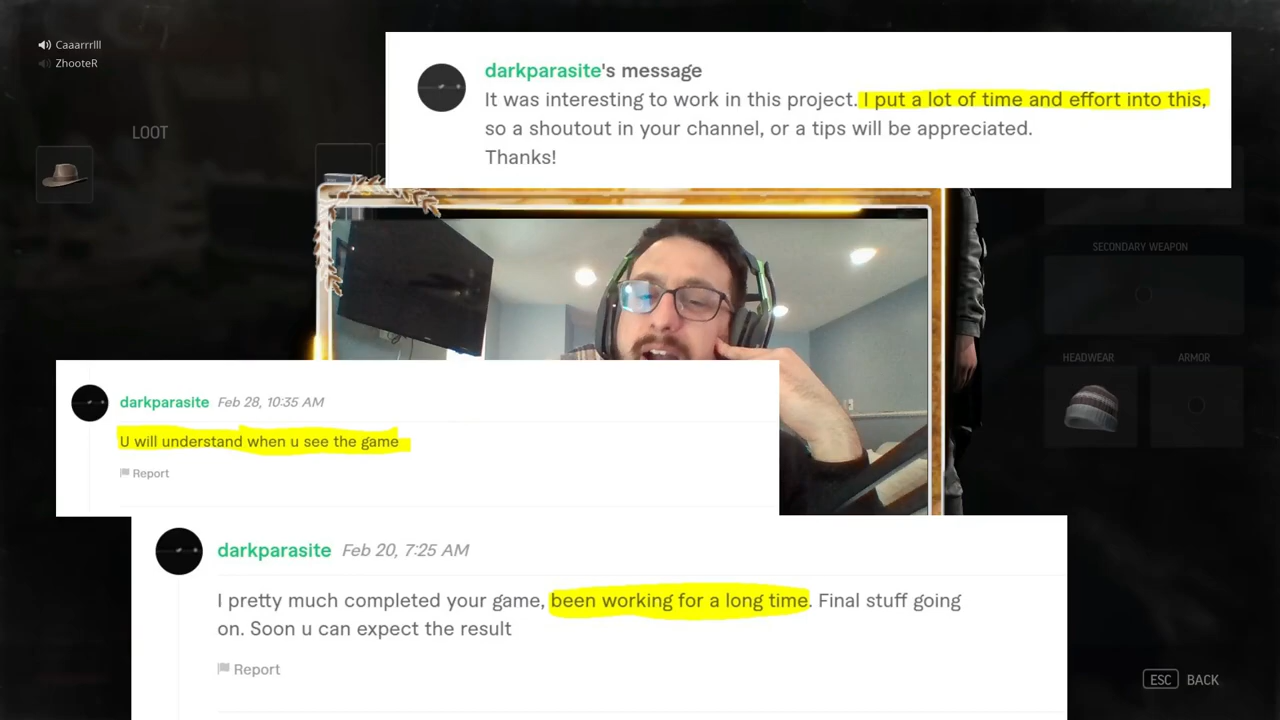 Caaarrrlll
ZhooteR
LOOT
darkparasite's message
It was interesting to work in this project. I put a lot of time and effort into this,
so a shoutout in your channel, or a tips will be appreciated.
Thanks!
SECONDARY WEAPON
HEADWEAR
ARMOR
darkparasite Feb 28, 10:35 AM
U will understand when u see the game
Report
darkparasite Feb 20, 7:25 AM
I pretty much completed your game, been working for a long time. Final stuff going
on. Soon u can expect the result
Report
ESC BACK